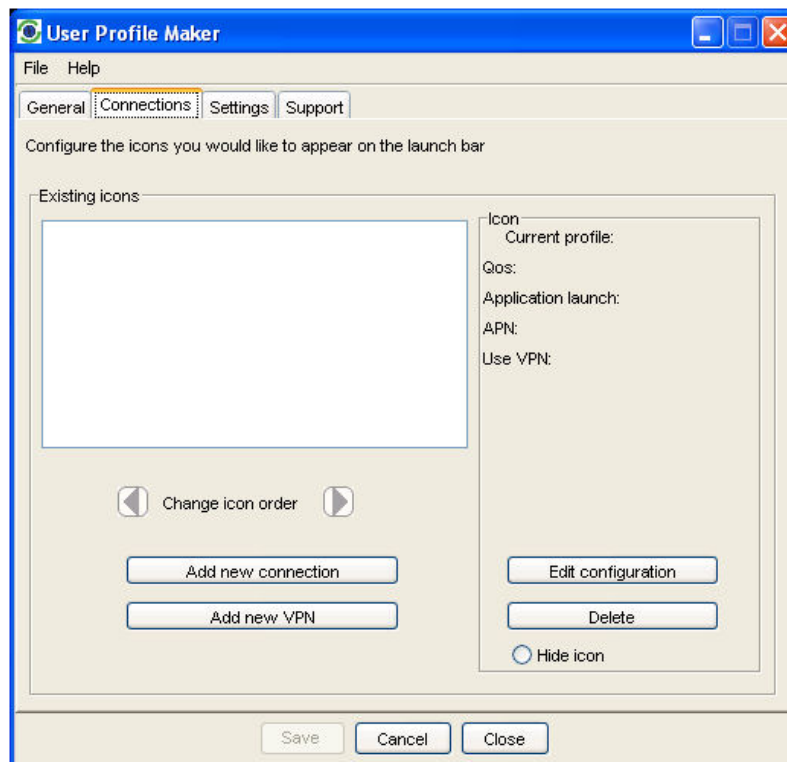 User Profile Maker
File Help
General Connections Settings Support
Configure the icons you would like to appear on the launch bar
Existing icons
Icon
Current profile:
Qos:
Application launch:
APN:
Use VPN:
Change icon order
Add new connection
Edit configuration
Add new VPN
Delete
Hide icon
Save Cancel Close